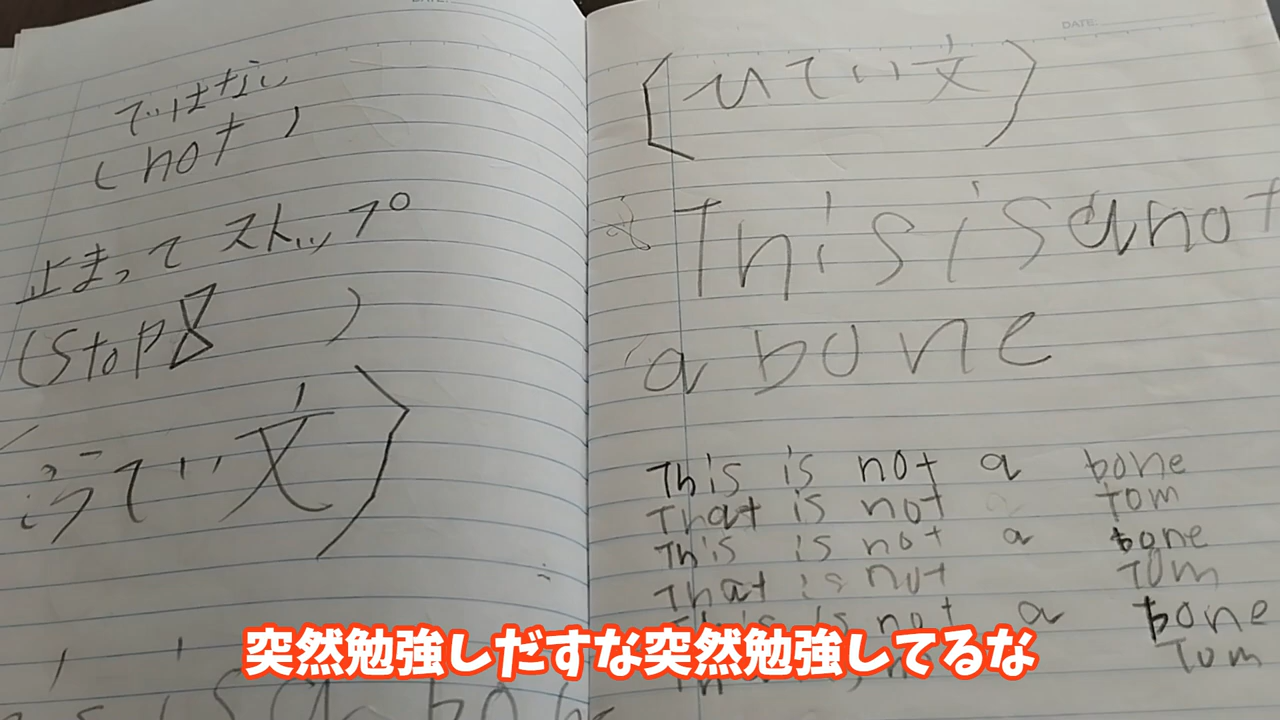 DATE
ではない
(not)
止まって ストップ
(Stop )
てい文〉
DATE
〔ひてい文〕
This is a not
a bone
This is not a bone
That is not Tom
This is not a bone
That is not Tom
This is not a bone
Tom
突然勉強しだすな突然勉強してるな